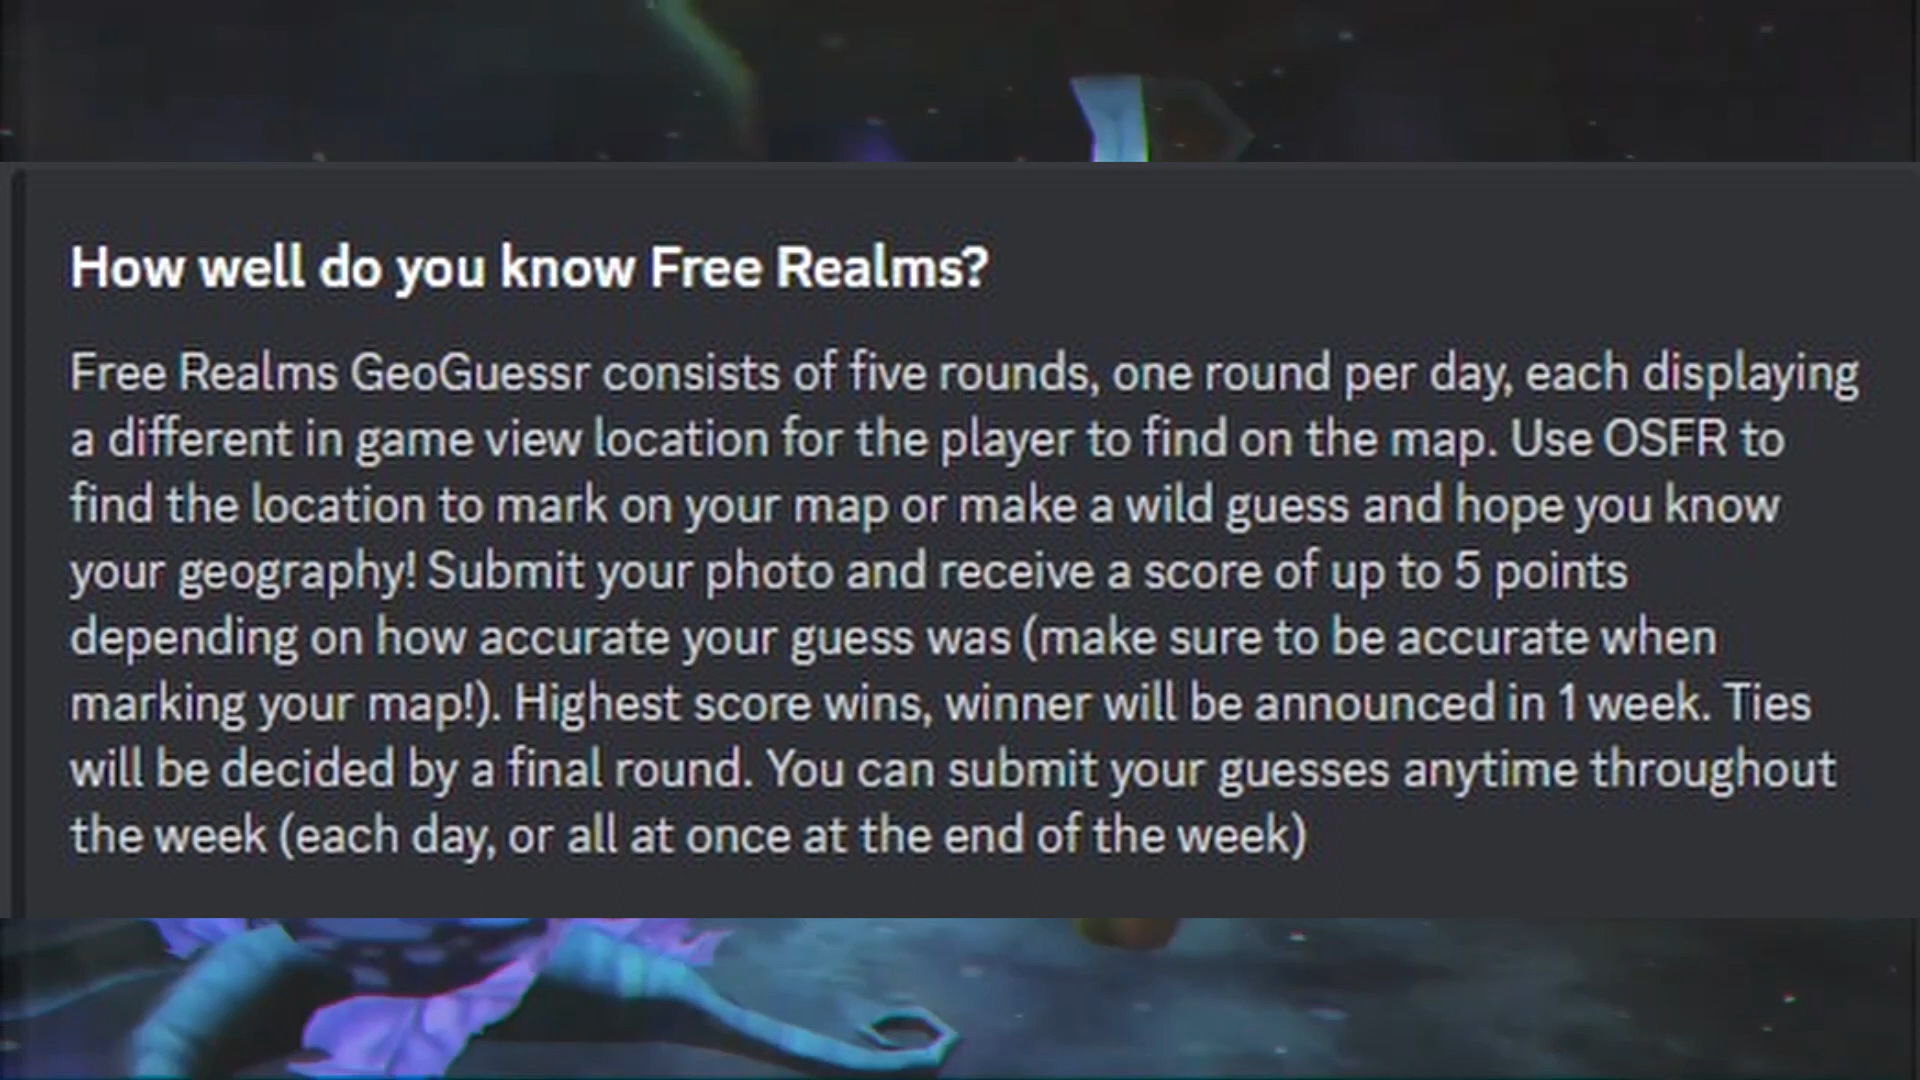 How well do you know Free Realms?
Free Realms GeoGuessr consists of five rounds, one round per day, each displaying
a different in game view location for the player to find on the map. Use OSFR to
find the location to mark on your map or make a wild guess and hope you know
your geography! Submit your photo and receive a score of up to 5 points
depending on how accurate your guess was (make sure to be accurate when
marking your map!). Highest score wins, winner will be announced in 1 week. Ties
will be decided by a final round. You can submit your guesses anytime throughout
the week (each day, or all at once at the end of the week)